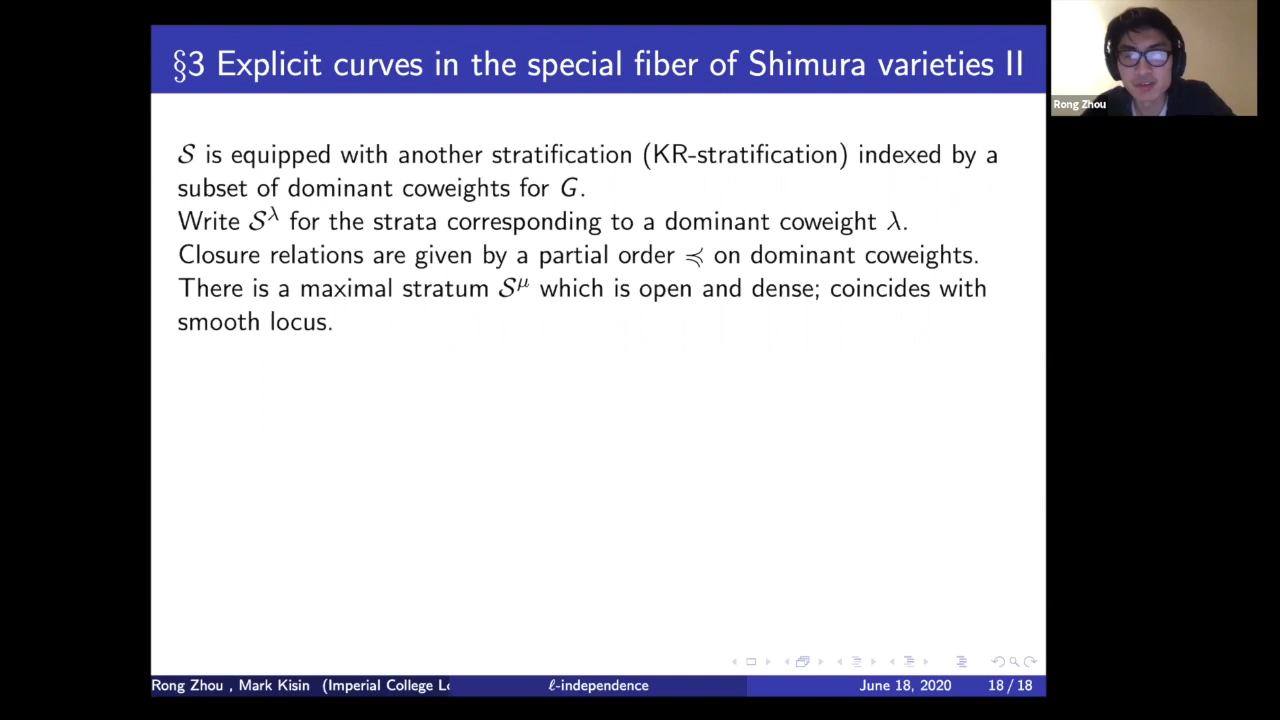 §3 Explicit curves in the special fiber of Shimura varieties II
Rong Zhou
𝒮 is equipped with another stratification (KR-stratification) indexed by a
subset of dominant coweights for G.
Write 𝒮^λ for the strata corresponding to a dominant coweight λ.
Closure relations are given by a partial order ≼ on dominant coweights.
There is a maximal stratum 𝒮^μ which is open and dense; coincides with
smooth locus.
Rong Zhou , Mark Kisin (Imperial College Lo
ℓ-independence
June 18, 2020
18 / 18